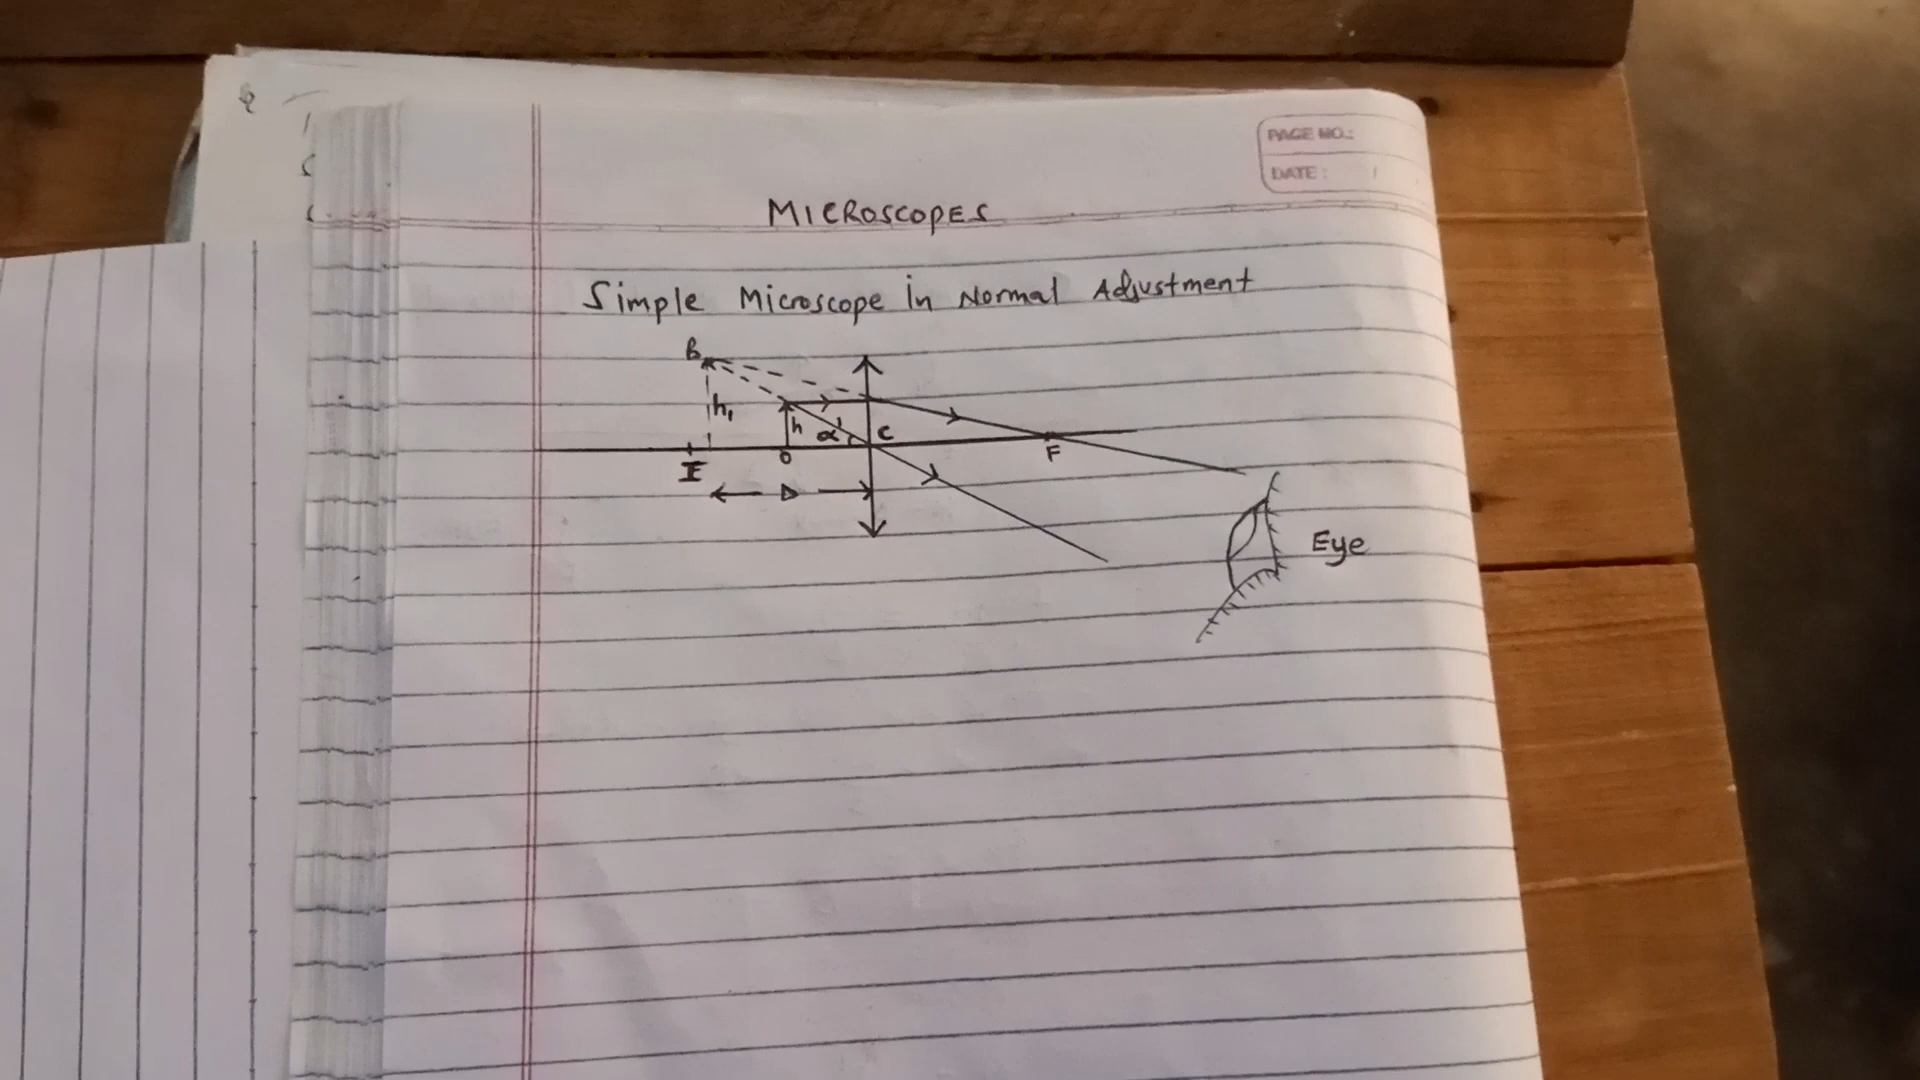 PAGE NO.:
DATE :
MICROSCOPES
Simple Microscope in Normal Adjustment
B
h₁
h
α'
C
I
O
F
D
Eye